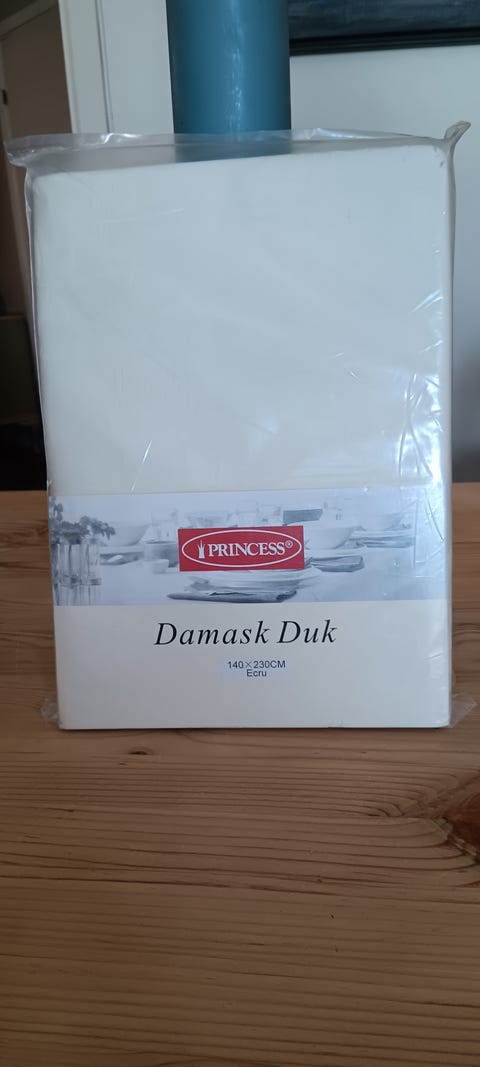 PRINCESS®
Damask Duk
140×230CM
Ecru